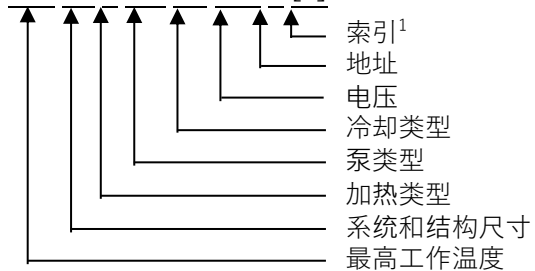 索引¹
地址
电压
冷却类型
泵类型
加热类型
系统和结构尺寸
最高工作温度